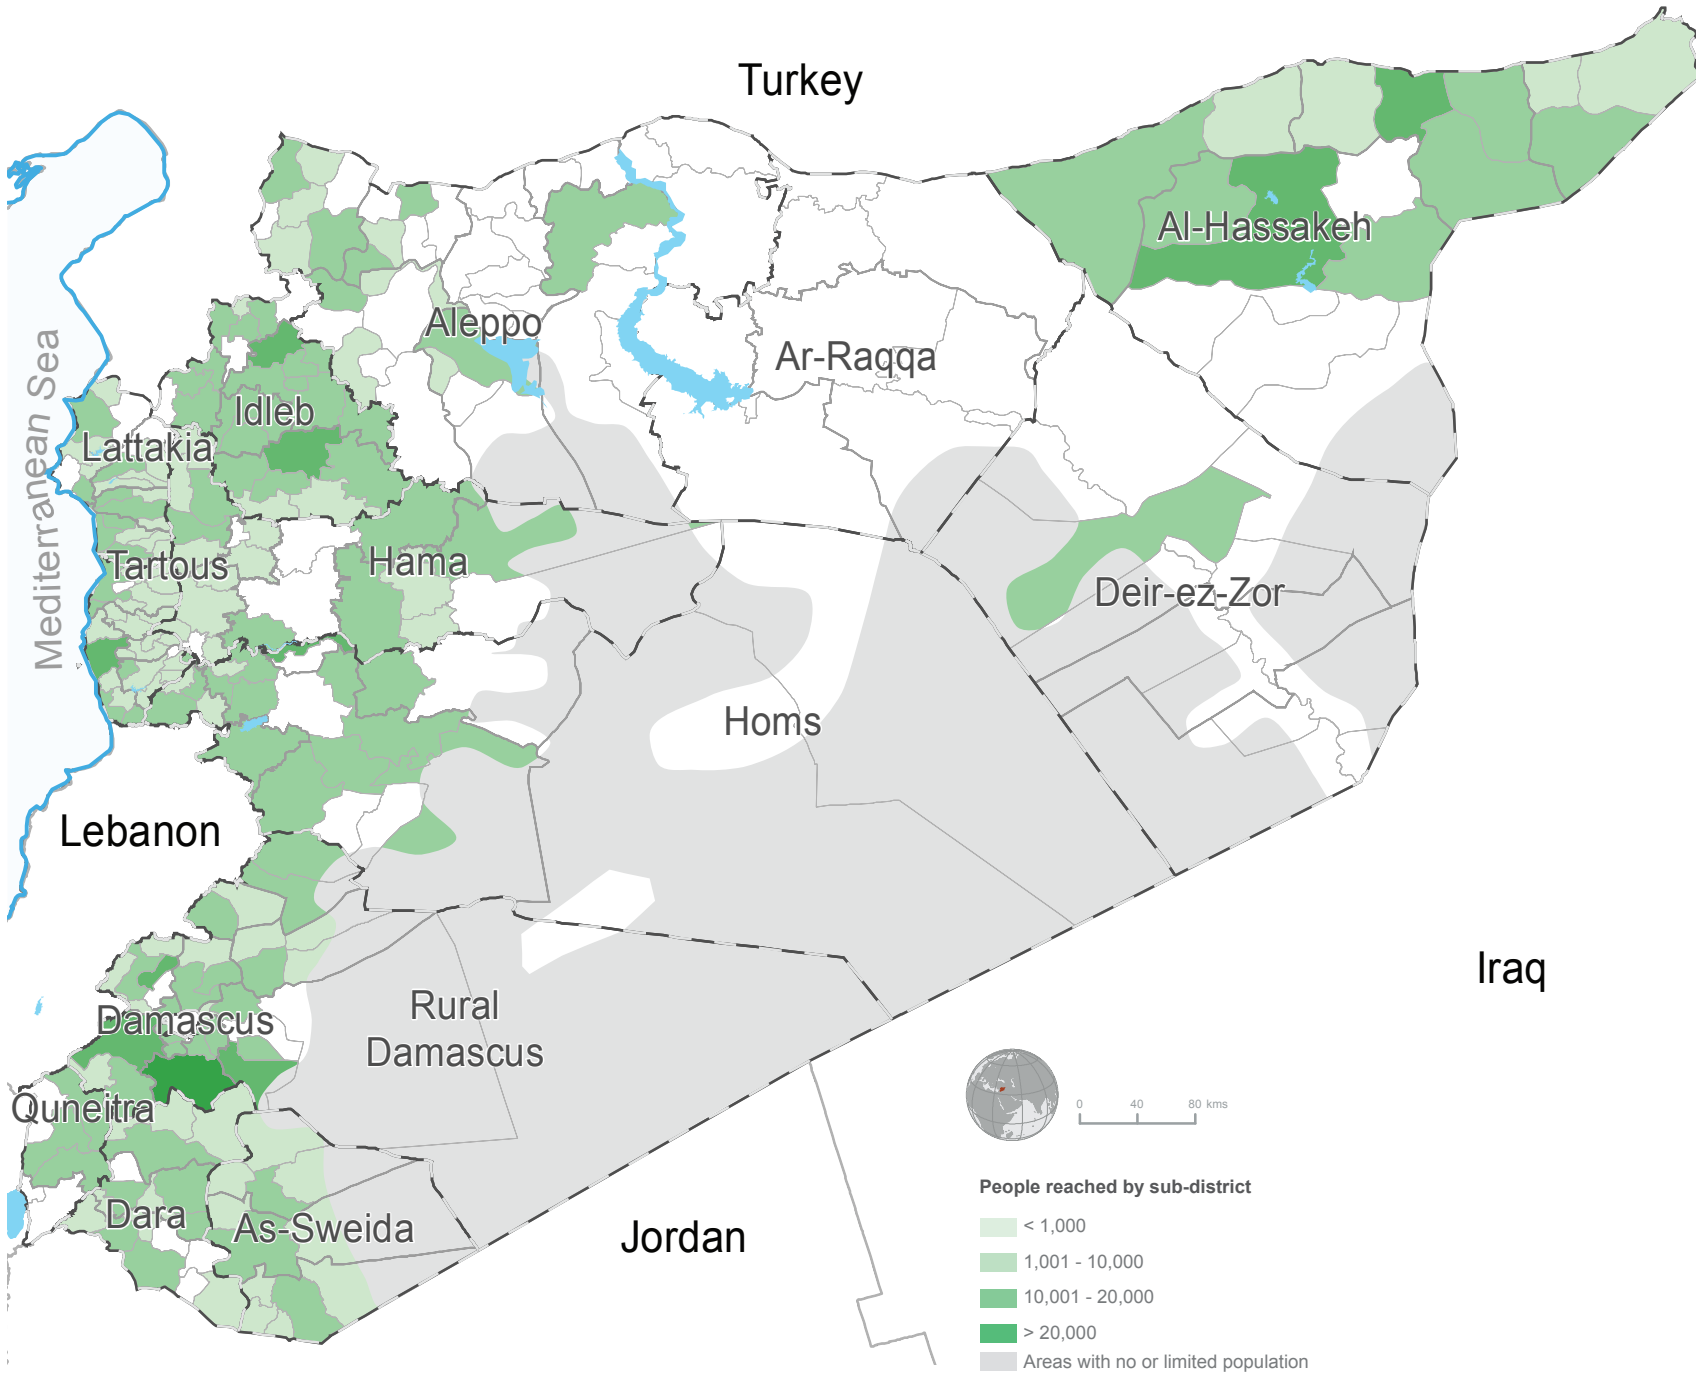 Turkey
Al-Hassakeh
Aleppo
Ar-Raqqa
Mediterranean Sea
Idleb
Lattakia
Tartous
Hama
Deir-ez-Zor
Homs
Lebanon
Iraq
Rural
Damascus
Damascus
Quneitra
Dara
As-Sweida
Jordan
0 40 80 kms
People reached by sub-district
< 1,000
1,001 - 10,000
10,001 - 20,000
> 20,000
Areas with no or limited population